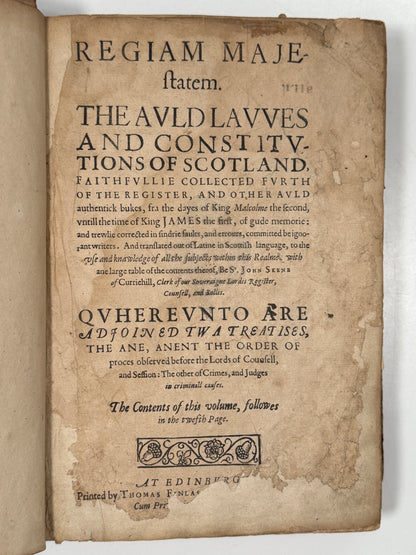 REGIAM MAJE-
ſtatem.
THE AVLD LAVVES
AND CONSTITV-
TIONS OF SCOTLAND,
FAITHFVLLIE COLLECTED FVRTH
OF THE REGISTER, AND OTHER AVLD
authentick bukes, fra the dayes of King Malcolme the ſecond,
vntill the time of King JAMES the firſt, of gude memorie:
and trewlie corrected in ſindrie faults, and errours, committed be igno-
rant writers. And tranſlated out of Latine in Scottiſh language, to the
vſe and knowledge of all the ſubjects within this Realme, with
ane large table of the contents therof, Be Sr. JOHN SKENE
of Curriehill, Clerk of our Soveraigne Lordis Regiſter,
Counſell, and Rollis.
QVHEREVNTO ÆRE
ADJOINED TWA TREATISES,
THE ANE, ANENT THE ORDER OF
proces obſerved before the Lords of Counſell,
and Seſſion: The other of Crimes, and Judges
in criminall cauſes.
The Contents of this volume, followes
in the twelfth Page.
AT EDINBURG
Printed by THOMAS FINLAS
Cum Pri